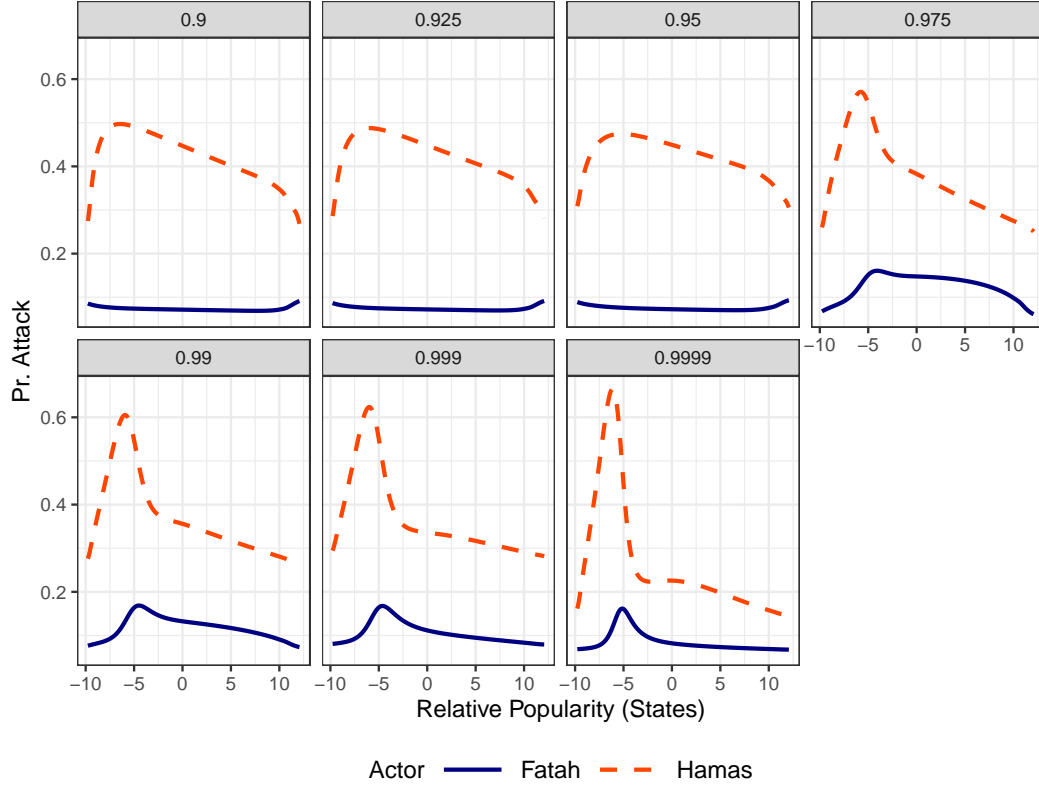 0.9 0.925 0.95 0.975
0.6
0.4
0.2
−10 −5 0 5 10
Pr. Attack
0.99 0.999 0.9999
0.6
0.4
0.2
−10 −5 0 5 10 −10 −5 0 5 10 −10 −5 0 5 10
Relative Popularity (States)
Actor Fatah Hamas